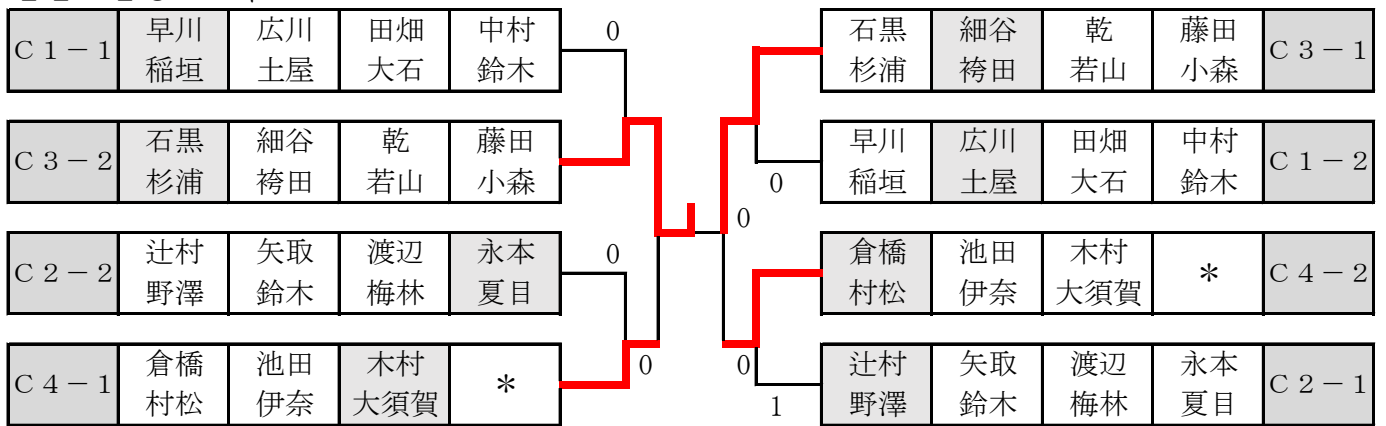 C1-1 早川 広川 田畑 中村 0 石黒 細谷 乾 藤田 C3-1
稲垣 土屋 大石 鈴木 杉浦 袴田 若山 小森
C3-2 石黒 細谷 乾 藤田 早川 広川 田畑 中村 C1-2
杉浦 袴田 若山 小森 0 稲垣 土屋 大石 鈴木
0
C2-2 辻村 矢取 渡辺 永本 0 倉橋 池田 木村 * C4-2
野澤 鈴木 梅林 夏目 村松 伊奈 大須賀
C4-1 倉橋 池田 木村 * 0 0 辻村 矢取 渡辺 永本 C2-1
村松 伊奈 大須賀 1 野澤 鈴木 梅林 夏目